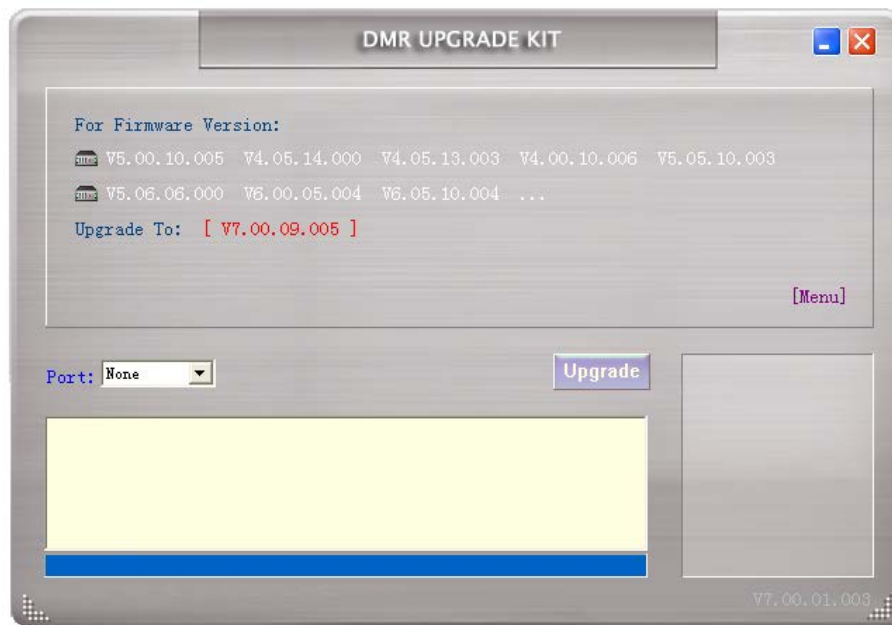 DMR UPGRADE KIT
For Firmware Version:
V5.00.10.005 V4.05.14.000 V4.05.13.003 V4.00.10.006 V5.05.10.003
V5.06.06.000 V6.00.05.004 V6.05.10.004 ...
Upgrade To: [ V7.00.09.005 ]
[Menu]
Port: None Upgrade
V7.00.01.003